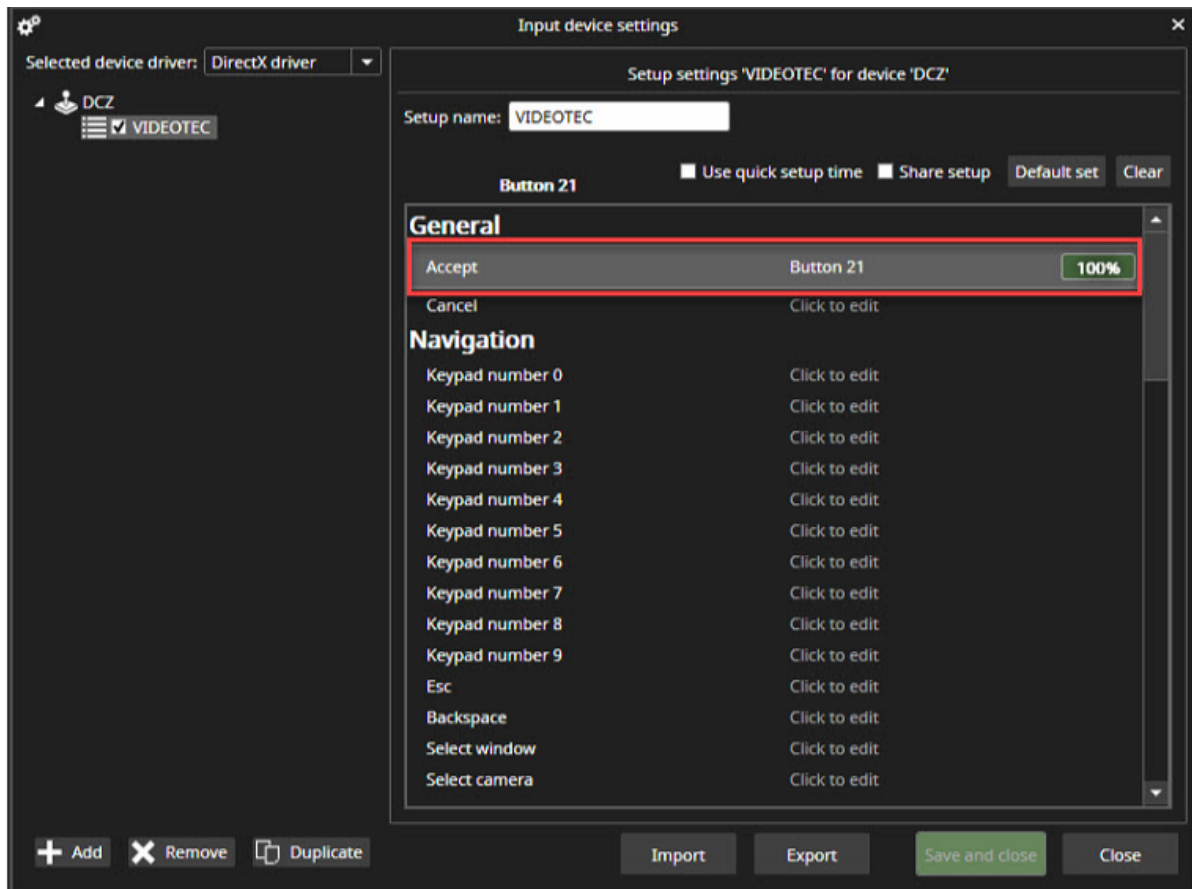 Input device settings
Selected device driver: DirectX driver
DCZ
VIDEOTEC
Setup settings 'VIDEOTEC' for device 'DCZ'
Setup name: VIDEOTEC
Button 21
Use quick setup time Share setup Default set Clear
General
Accept Button 21 100%
Cancel Click to edit
Navigation
Keypad number 0 Click to edit
Keypad number 1 Click to edit
Keypad number 2 Click to edit
Keypad number 3 Click to edit
Keypad number 4 Click to edit
Keypad number 5 Click to edit
Keypad number 6 Click to edit
Keypad number 7 Click to edit
Keypad number 8 Click to edit
Keypad number 9 Click to edit
Esc Click to edit
Backspace Click to edit
Select window Click to edit
Select camera Click to edit
Add Remove Duplicate Import Export Save and close Close